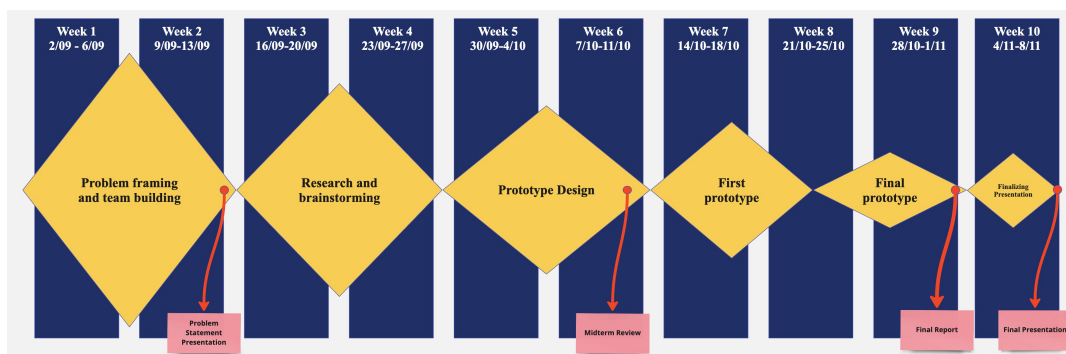 Week 1
2/09 - 6/09
Week 2
9/09-13/09
Week 3
16/09-20/09
Week 4
23/09-27/09
Week 5
30/09-4/10
Week 6
7/10-11/10
Week 7
14/10-18/10
Week 8
21/10-25/10
Week 9
28/10-1/11
Week 10
4/11-8/11
Problem framing
and team building
Research and
brainstorming
Prototype Design
First
prototype
Final
prototype
Finalizing
Presentation
Problem
Statement
Presentation
Midterm Review
Final Report
Final Presentation